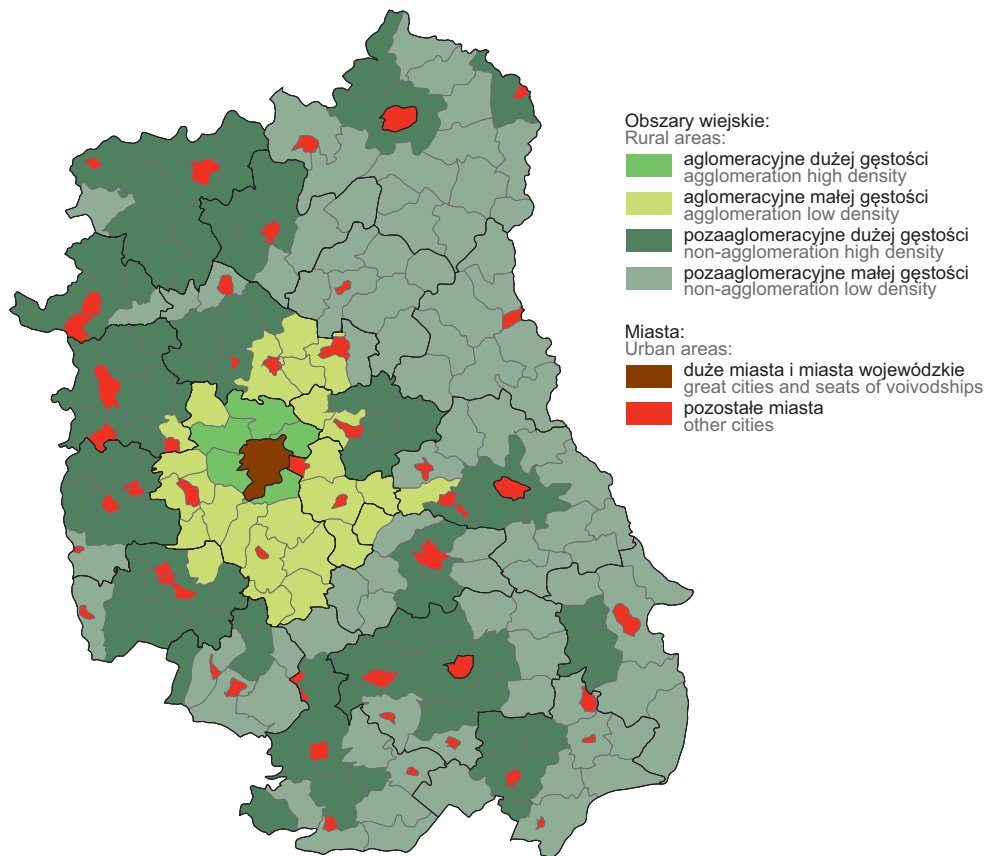 Obszary wiejskie:
Rural areas:
aglomeracyjne dużej gęstości
agglomeration high density
aglomeracyjne małej gęstości
agglomeration low density
pozaaglomeracyjne dużej gęstości
non-agglomeration high density
pozaaglomeracyjne małej gęstości
non-agglomeration low density
Miasta:
Urban areas:
duże miasta i miasta wojewódzkie
great cities and seats of voivodships
pozostałe miasta
other cities